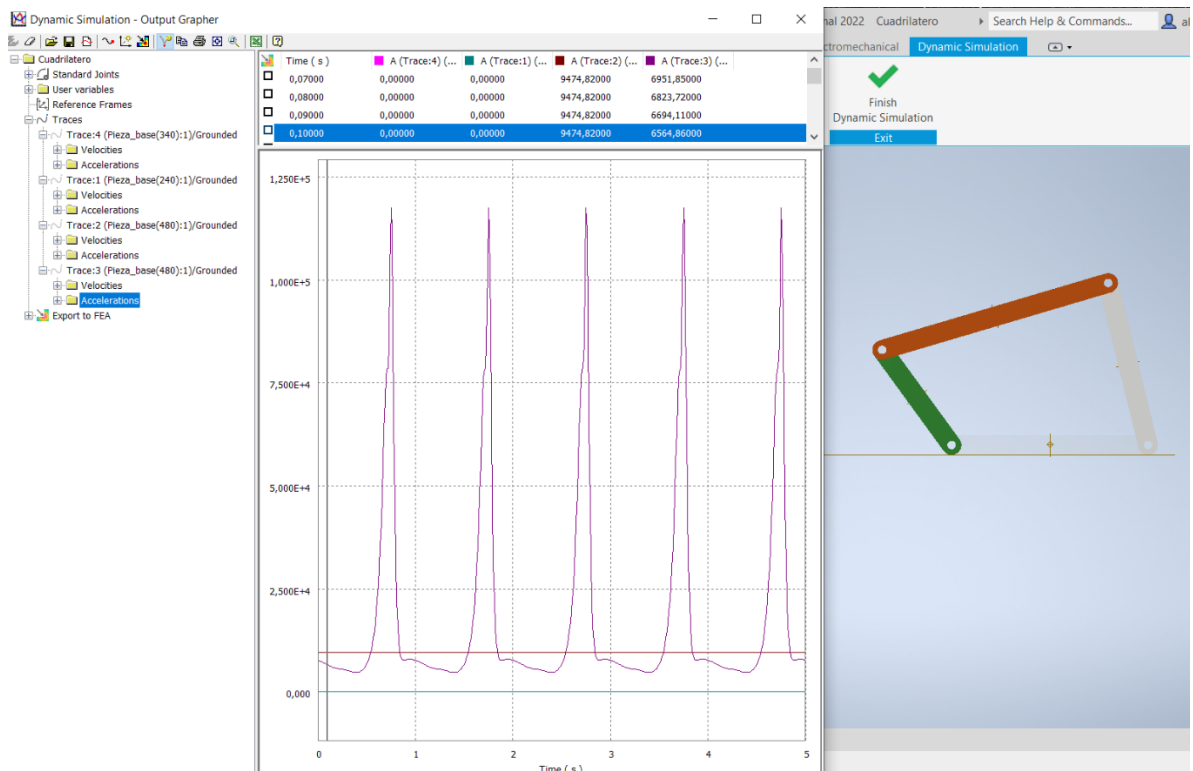 Dynamic Simulation - Output Grapher
nal 2022 Cuadrilatero
Search Help & Commands...
al
ctromechanical
Dynamic Simulation
Finish
Dynamic Simulation
Exit
Cuadrilatero
Standard Joints
User variables
Reference Frames
Traces
Trace:4 (Pieza_base(340):1)/Grounded
Velocities
Accelerations
Trace:1 (Pieza_base(240):1)/Grounded
Velocities
Accelerations
Trace:2 (Pieza_base(480):1)/Grounded
Velocities
Accelerations
Trace:3 (Pieza_base(480):1)/Grounded
Velocities
Accelerations
Export to FEA
Time ( s ) A (Trace:4) (... A (Trace:1) (... A (Trace:2) (... A (Trace:3) (...
0,07000 0,00000 0,00000 9474,82000 6951,85000
0,08000 0,00000 0,00000 9474,82000 6823,72000
0,09000 0,00000 0,00000 9474,82000 6694,11000
0,10000 0,00000 0,00000 9474,82000 6564,86000
1,250E+5
1,000E+5
7,500E+4
5,000E+4
2,500E+4
0,000
0 1 2 3 4 5
Time ( s )